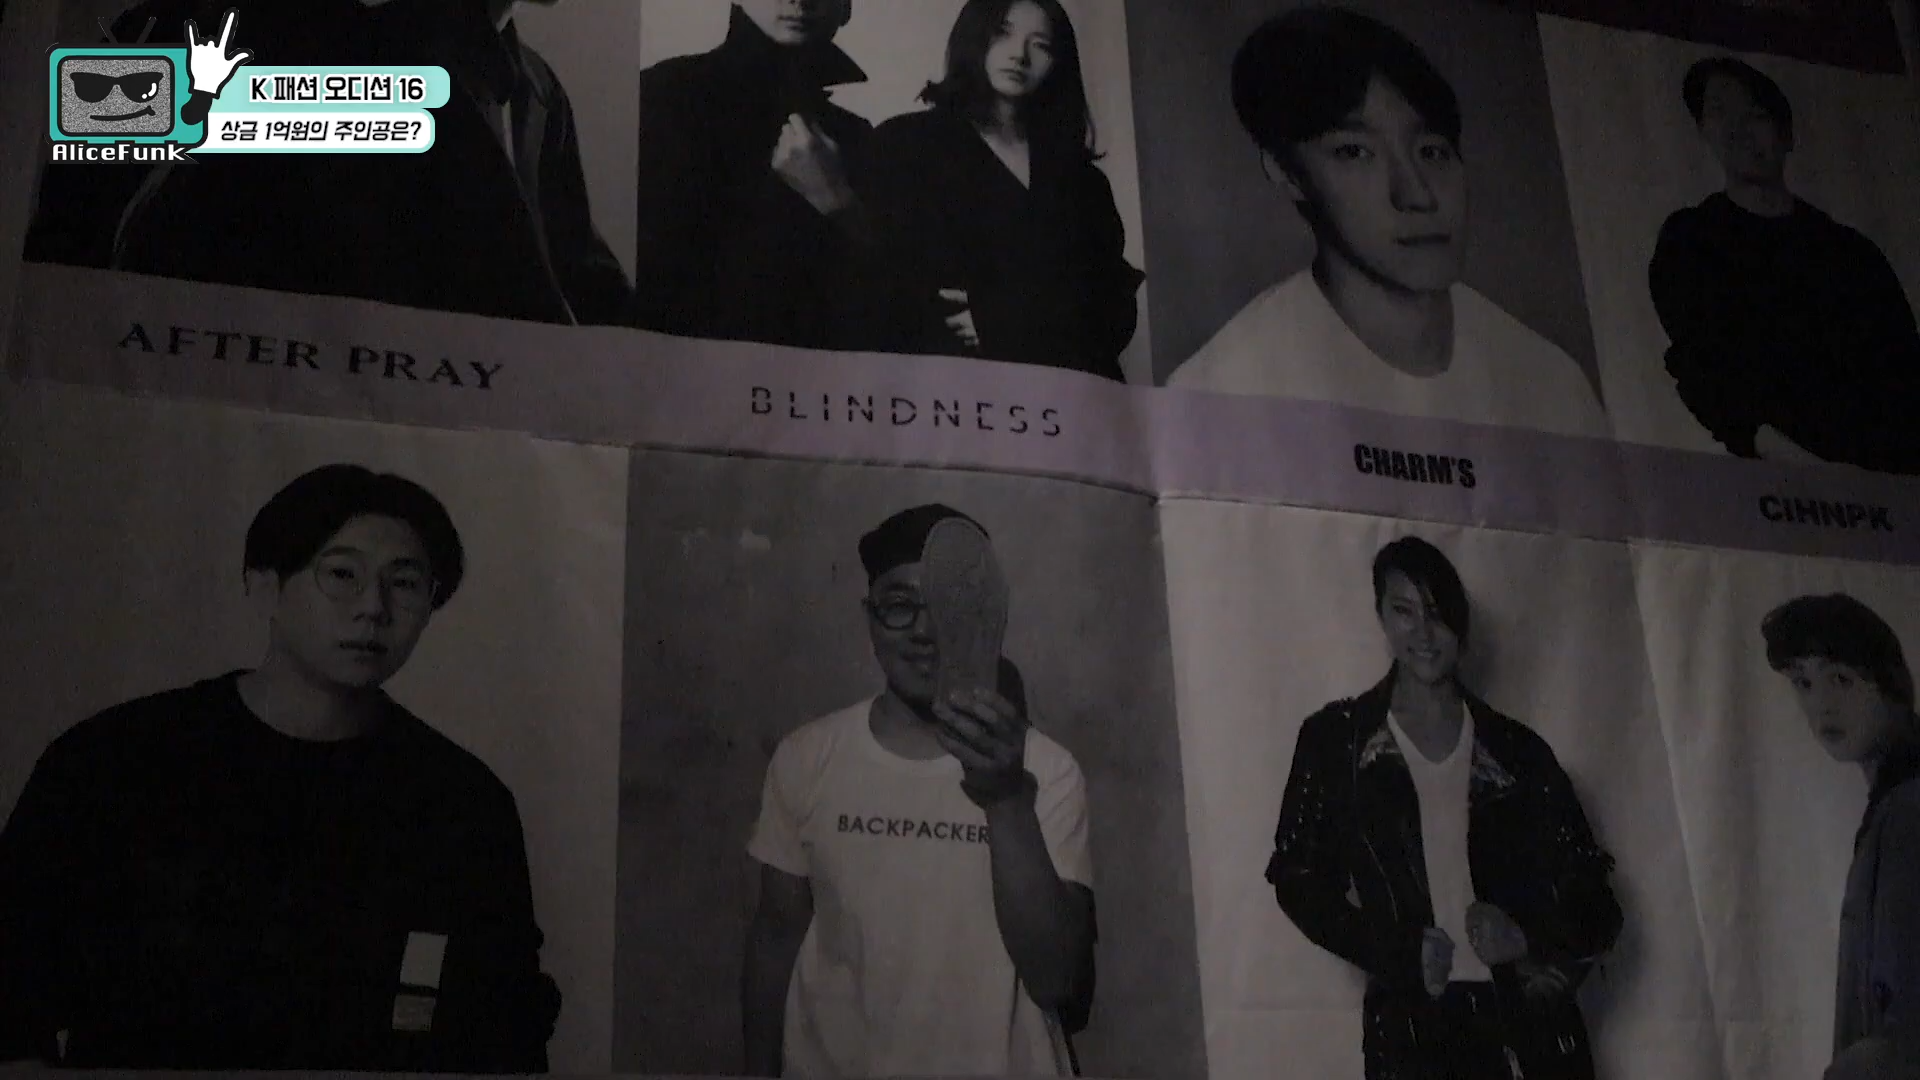 K 패션 오디션 16
상금 1억원의 주인공은?
AliceFunk
AFTER PRAY
BLINDNESS
CHARM'S
CIHNPK
BACKPACKER